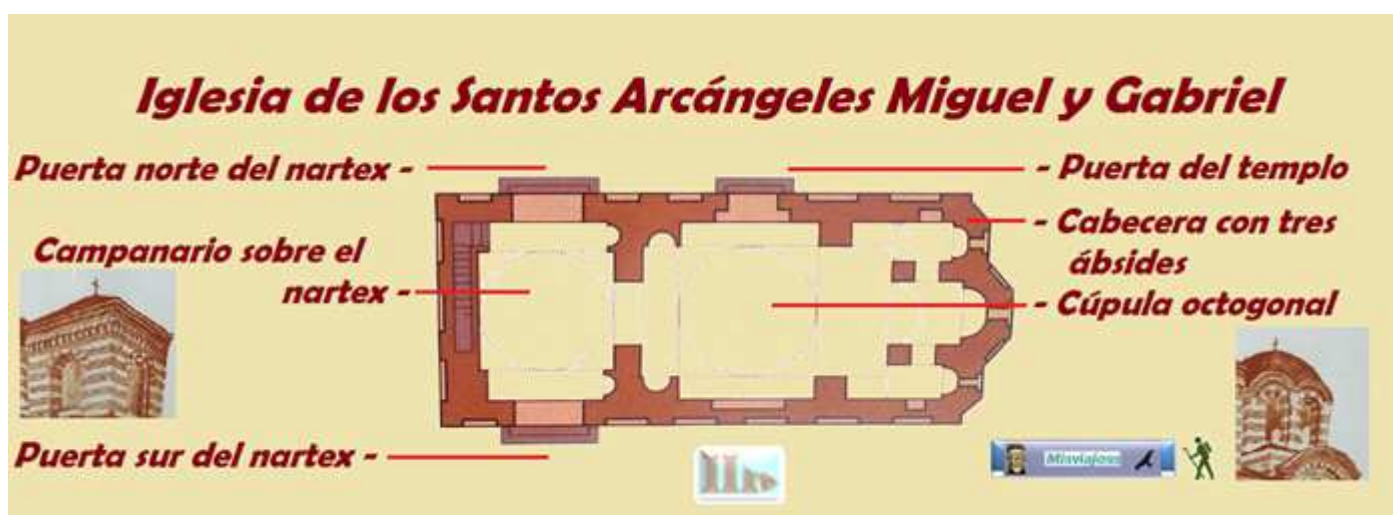 Iglesia de los Santos Arcángeles Miguel y Gabriel
Puerta norte del nartex -
- Puerta del templo
- Cabecera con tres
ábsides
Campanario sobre el
nartex -
- Cúpula octogonal
Puerta sur del nartex -
Misviajess